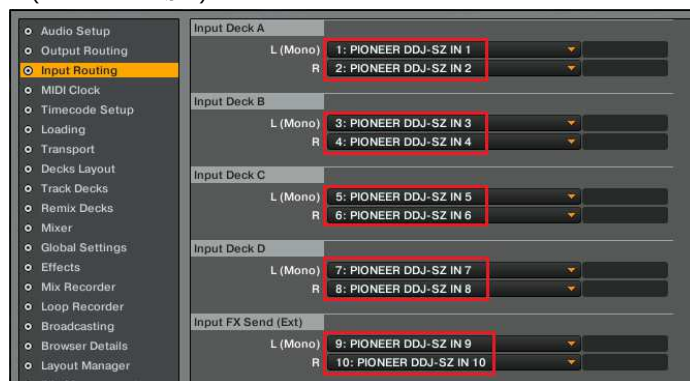 Audio Setup
Output Routing
Input Routing
MIDI Clock
Timecode Setup
Loading
Transport
Decks Layout
Track Decks
Remix Decks
Mixer
Global Settings
Effects
Mix Recorder
Loop Recorder
Broadcasting
Browser Details
Layout Manager
Input Deck A
L (Mono) 1: PIONEER DDJ-SZ IN 1
R 2: PIONEER DDJ-SZ IN 2
Input Deck B
L (Mono) 3: PIONEER DDJ-SZ IN 3
R 4: PIONEER DDJ-SZ IN 4
Input Deck C
L (Mono) 5: PIONEER DDJ-SZ IN 5
R 6: PIONEER DDJ-SZ IN 6
Input Deck D
L (Mono) 7: PIONEER DDJ-SZ IN 7
R 8: PIONEER DDJ-SZ IN 8
Input FX Send (Ext)
L (Mono) 9: PIONEER DDJ-SZ IN 9
R 10: PIONEER DDJ-SZ IN 10